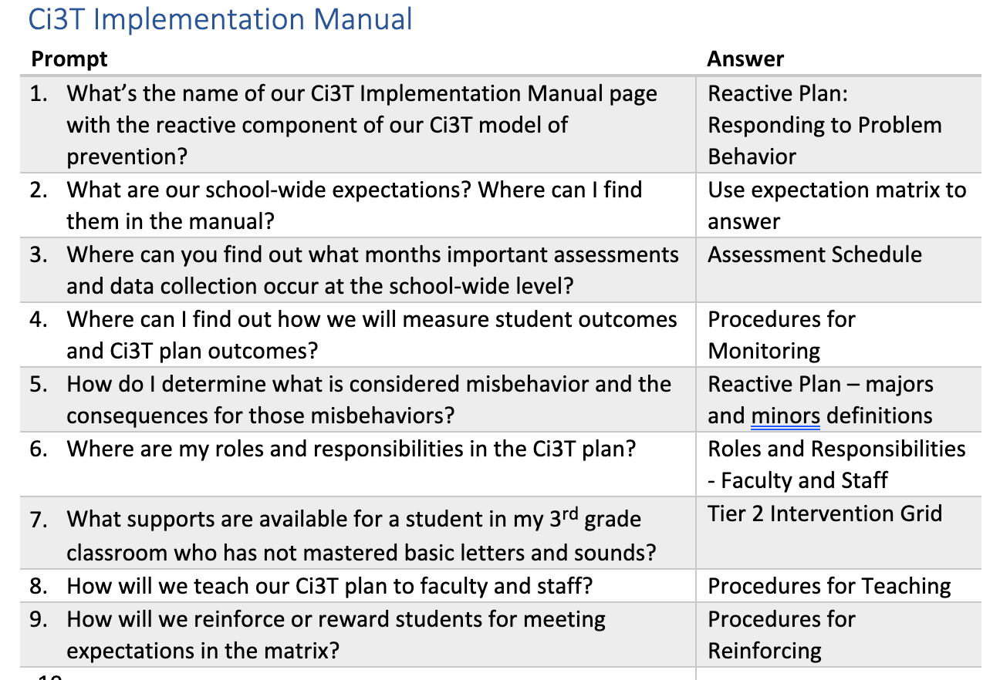 Ci3T Implementation Manual
Prompt Answer
1. What's the name of our Ci3T Implementation Manual page
with the reactive component of our Ci3T model of
prevention?
Reactive Plan:
Responding to Problem
Behavior
2. What are our school-wide expectations? Where can I find
them in the manual?
Use expectation matrix to
answer
3. Where can you find out what months important assessments
and data collection occur at the school-wide level?
Assessment Schedule
4. Where can I find out how we will measure student outcomes
and Ci3T plan outcomes?
Procedures for
Monitoring
5. How do I determine what is considered misbehavior and the
consequences for those misbehaviors?
Reactive Plan – majors
and minors definitions
6. Where are my roles and responsibilities in the Ci3T plan?
Roles and Responsibilities
- Faculty and Staff
7. What supports are available for a student in my 3rd grade
classroom who has not mastered basic letters and sounds?
Tier 2 Intervention Grid
8. How will we teach our Ci3T plan to faculty and staff?
Procedures for Teaching
9. How will we reinforce or reward students for meeting
expectations in the matrix?
Procedures for
Reinforcing